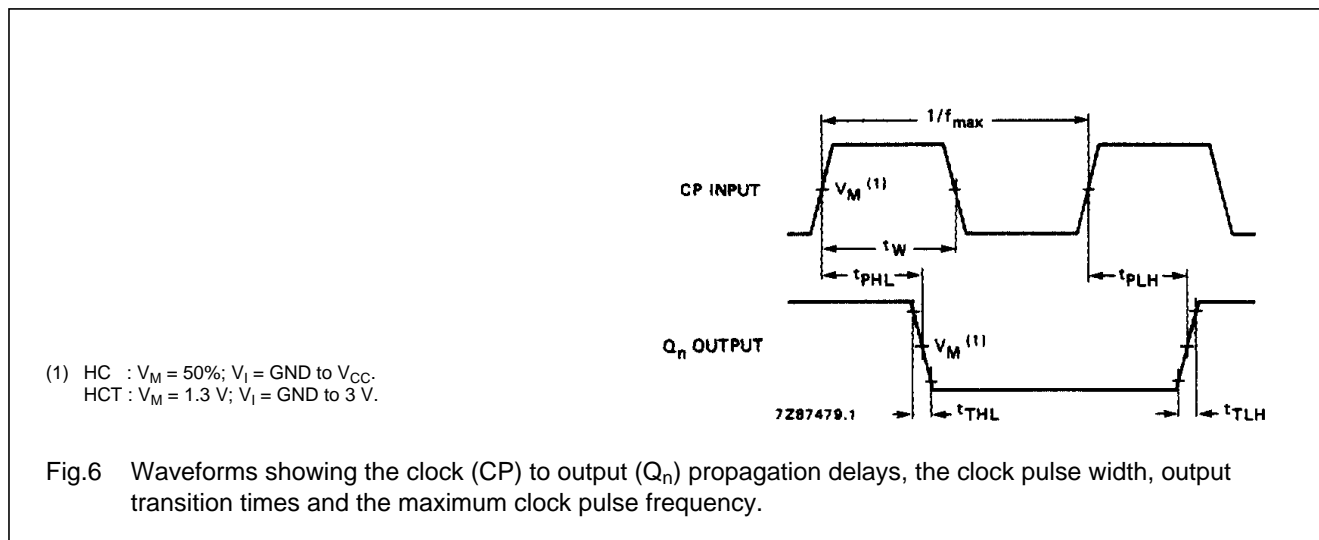 1/fmax
CP INPUT
VM (1)
tW
tPHL
tPLH
Qn OUTPUT
VM (1)
(1) HC : VM = 50%; VI = GND to VCC.
HCT : VM = 1.3 V; VI = GND to 3 V.
7Z87479.1
tTHL
tTLH
Fig.6 Waveforms showing the clock (CP) to output (Qn) propagation delays, the clock pulse width, output
transition times and the maximum clock pulse frequency.